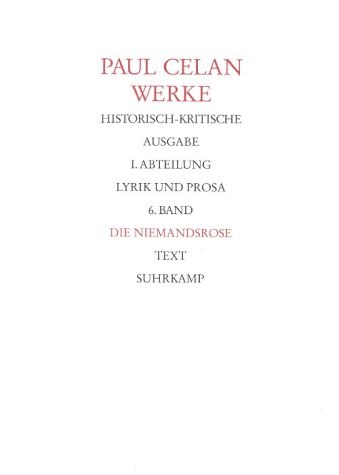 PAUL CELAN
WERKE
HISTORISCH-KRITISCHE
AUSGABE
I. ABTEILUNG
LYRIK UND PROSA
6. BAND
DIE NIEMANDSROSE
TEXT
SUHRKAMP